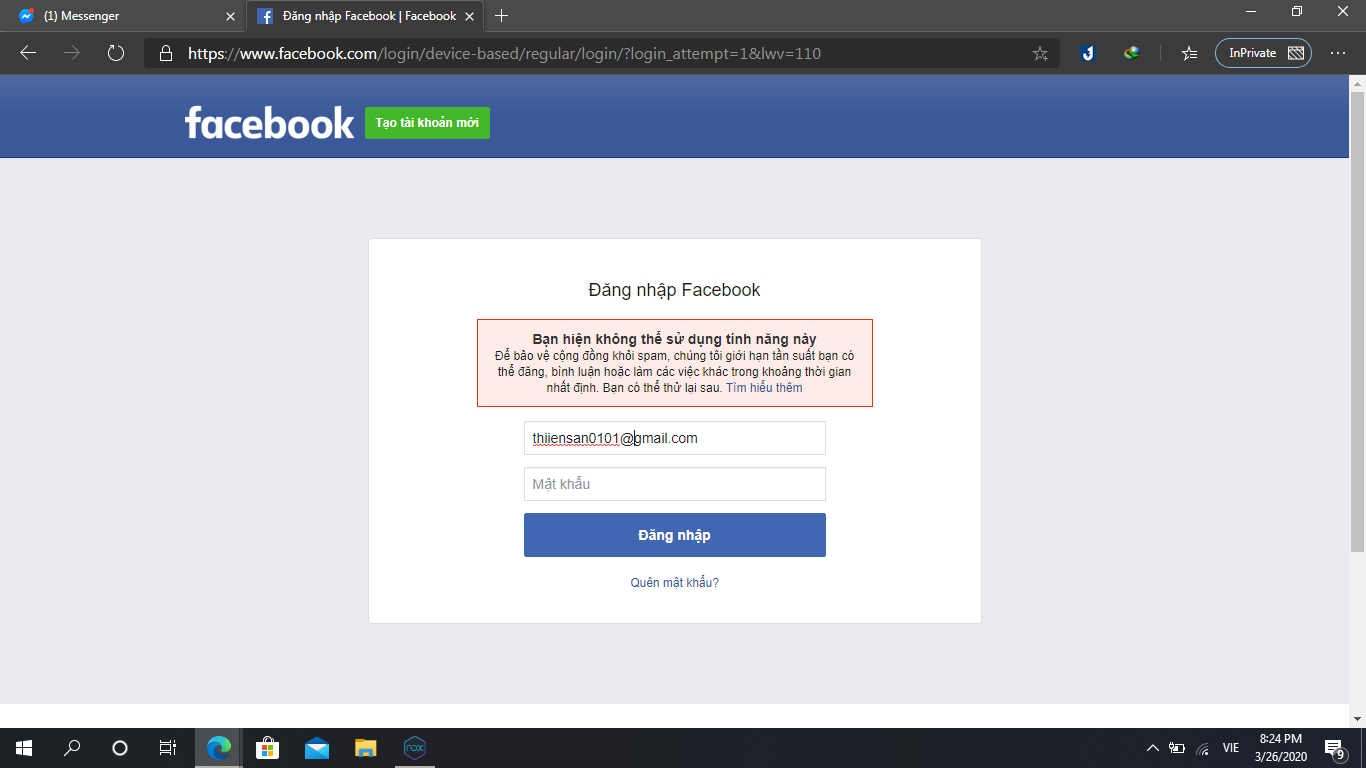 (1) Messenger
Đăng nhập Facebook | Facebook
https://www.facebook.com/login/device-based/regular/login/?login_attempt=1&lwv=110
InPrivate
facebook
Tạo tài khoản mới
Đăng nhập Facebook
Bạn hiện không thể sử dụng tính năng này
Để bảo vệ cộng đồng khỏi spam, chúng tôi giới hạn tần suất bạn có
thể đăng, bình luận hoặc làm các việc khác trong khoảng thời gian
nhất định. Bạn có thể thử lại sau. Tìm hiểu thêm
thiiensan0101@gmail.com
Mật khẩu
Đăng nhập
Quên mật khẩu?
nox
VIE
8:24 PM
3/26/2020
9